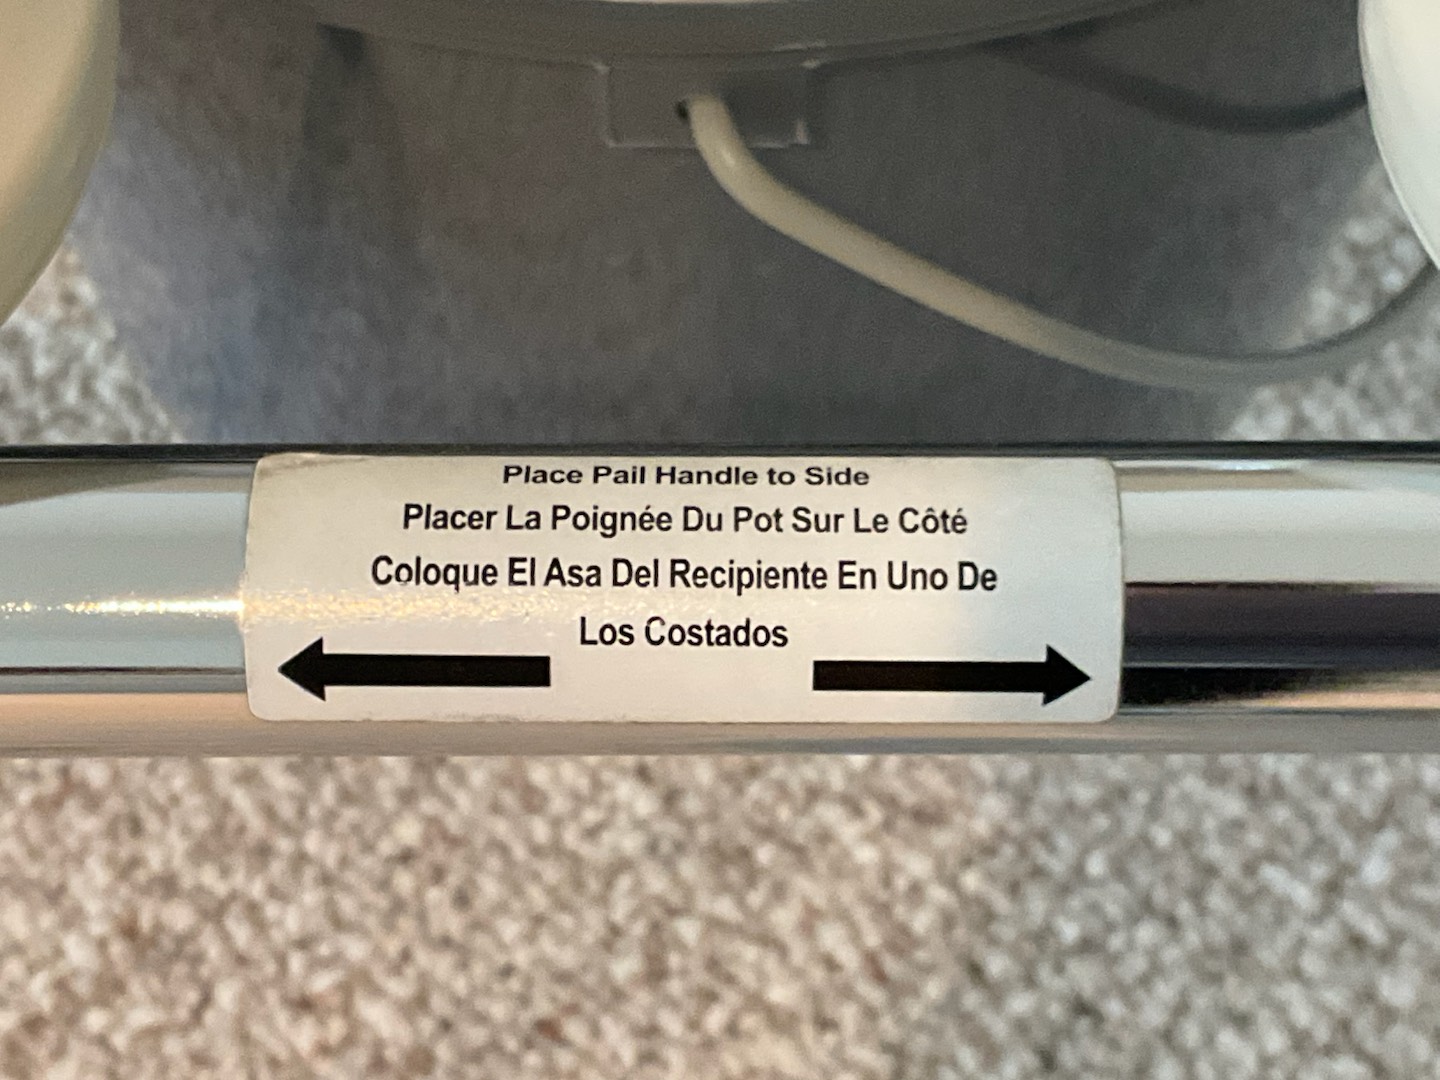 Place Pail Handle to Side
Placer La Poignée Du Pot Sur Le Côté
Coloque El Asa Del Recipiente En Uno De
Los Costados